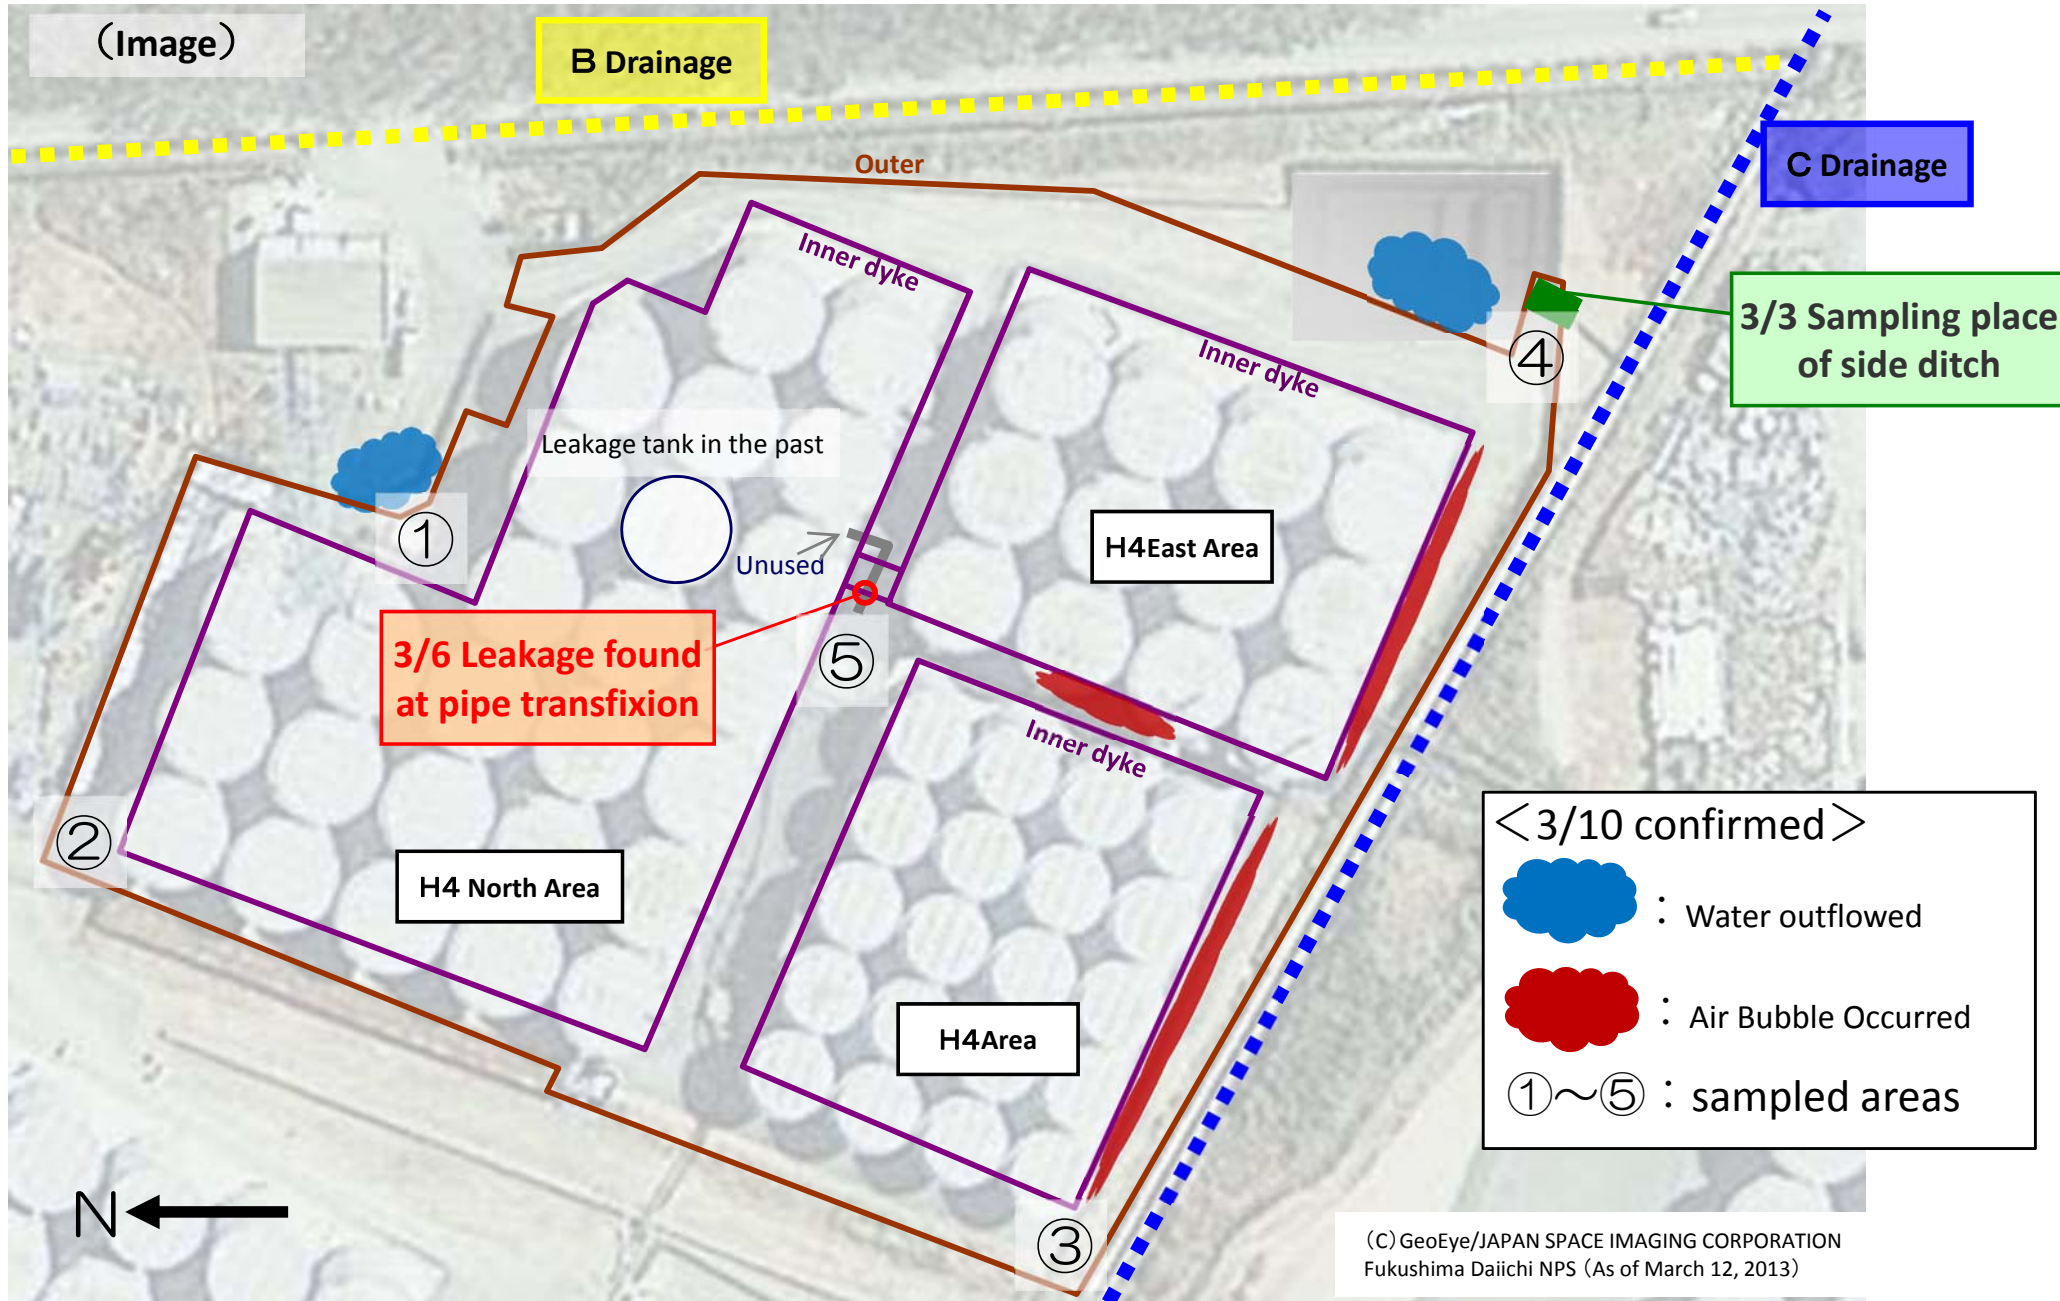 （Image）
B Drainage
Outer
C Drainage
Inner dyke
3/3 Sampling place
of side ditch
Inner dyke
④
Leakage tank in the past
①
Unused
H4East Area
3/6 Leakage found
at pipe transfixion
⑤
Inner dyke
②
H4 North Area
H4Area
＜3/10 confirmed＞
：Water outflowed
：Air Bubble Occurred
①～⑤：sampled areas
N
③
（C）GeoEye/JAPAN SPACE IMAGING CORPORATION
Fukushima Daiichi NPS（As of March 12, 2013）